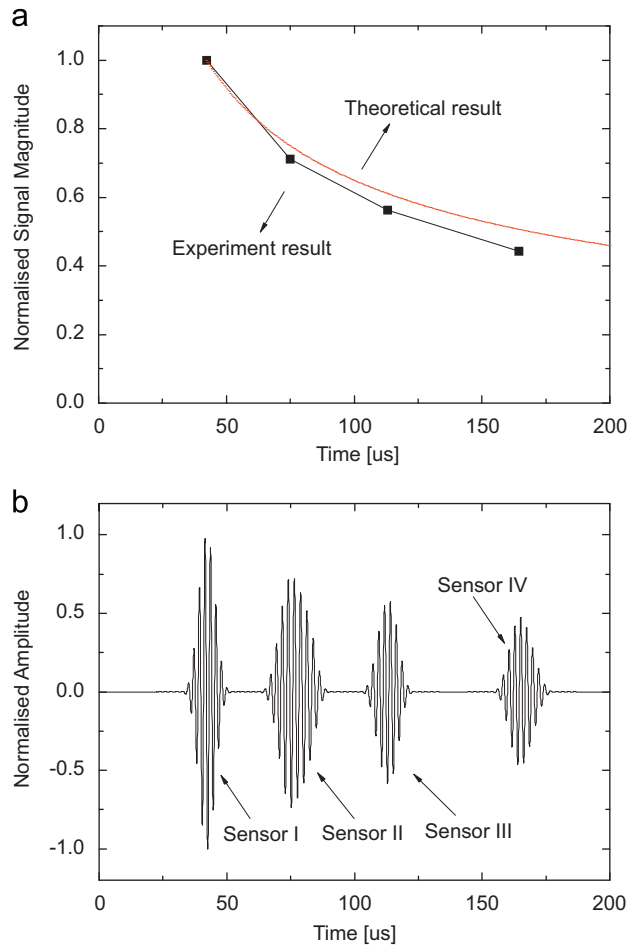 a
Normalised Signal Magnitude
1.0
0.8
0.6
0.4
0.2
0.0
Theoretical result
Experiment result
0
50
100
150
200
Time [us]
b
Normalised Amplitude
1.0
0.5
0.0
-0.5
-1.0
Sensor IV
Sensor I
Sensor II
Sensor III
0
50
100
150
200
Time [us]